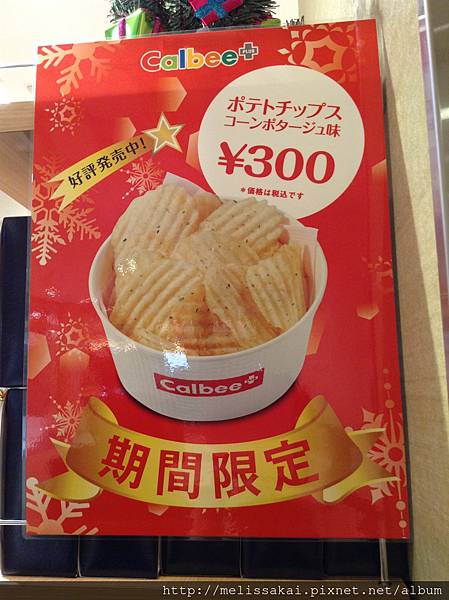 Calbee+
PLUS
ポテトチップス
コーンポタージュ味
¥300
*価格は税込です
好評発売中!
Calbee+
期間限定
http://melissakai.pixnet.net/album